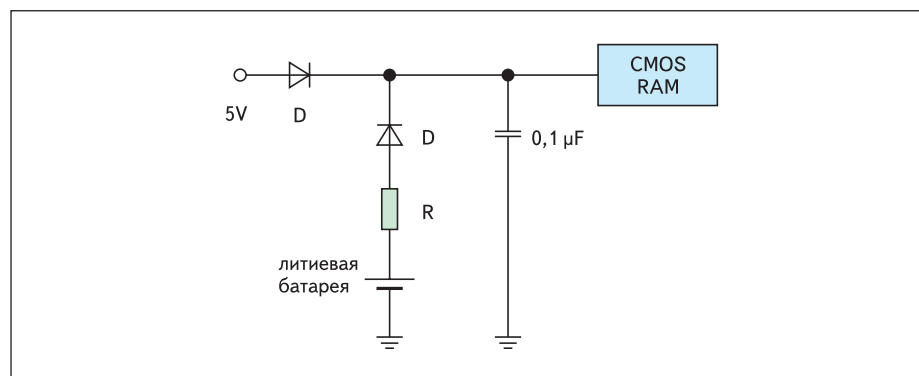 CMOS
RAM
5V
D
D
0,1 µF
R
литиевая
батарея